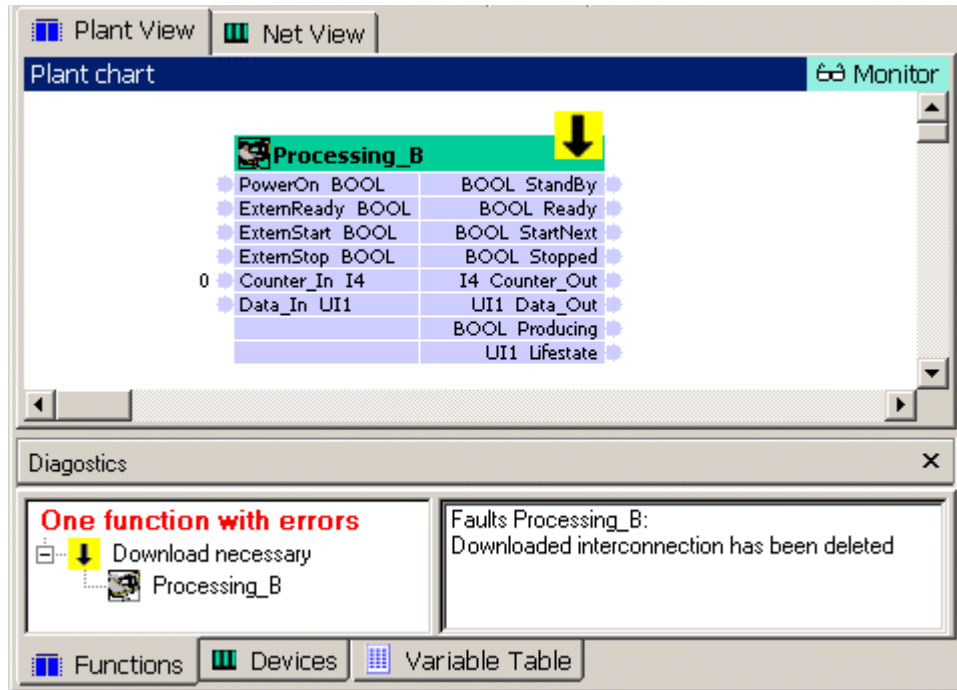 Plant View
Net View
Plant chart
Monitor
Processing_B
PowerOn BOOL
BOOL StandBy
ExternReady BOOL
BOOL Ready
ExternStart BOOL
BOOL StartNext
ExternStop BOOL
BOOL Stopped
0
Counter_In I4
I4 Counter_Out
Data_In UI1
UI1 Data_Out
BOOL Producing
UI1 Lifestate
Diagostics
One function with errors
Download necessary
Processing_B
Faults Processing_B:
Downloaded interconnection has been deleted
Functions
Devices
Variable Table